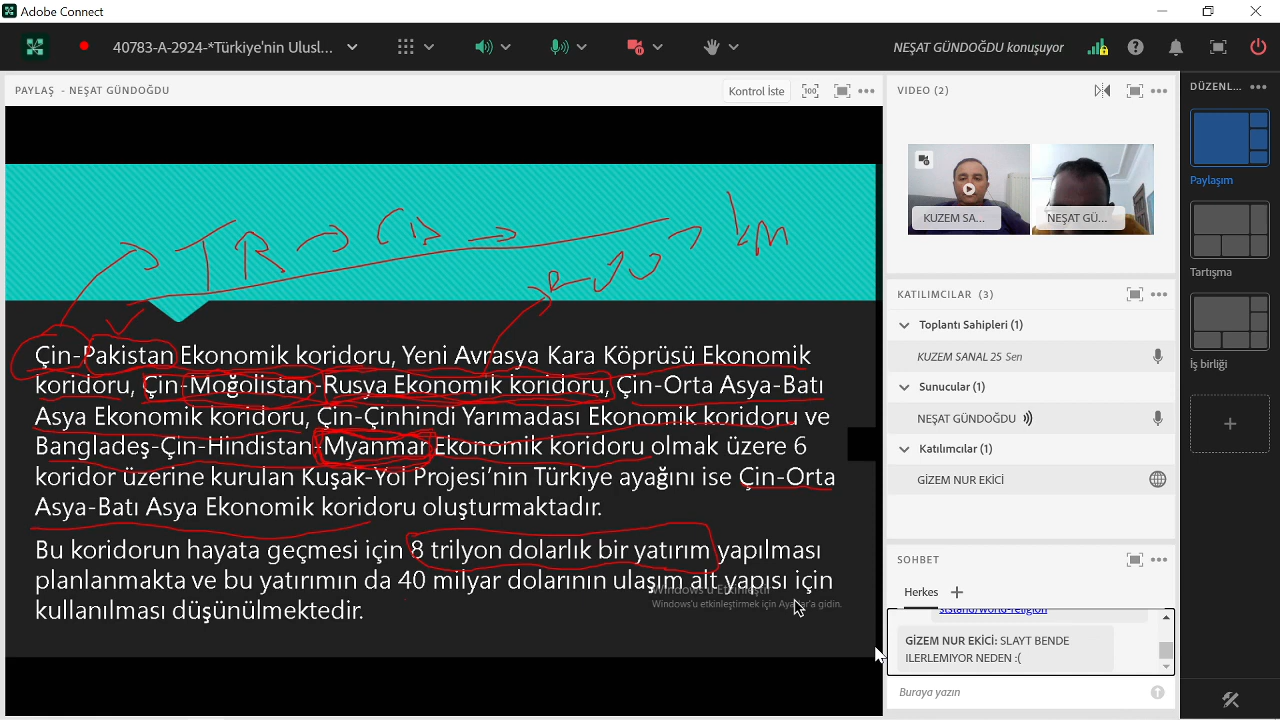 Adobe Connect
40783-A-2924-*Türkiye'nin Ulusl...
NEŞAT GÜNDOĞDU konuşuyor
PAYLAŞ - NEŞAT GÜNDOĞDU
Kontrol İste
100
TR
km
Çin-Pakistan Ekonomik koridoru, Yeni Avrasya Kara Köprüsü Ekonomik
koridoru, Çin-Moğolistan-Rusya Ekonomik koridoru, Çin-Orta Asya-Batı
Asya Ekonomik koridoru, Çin-Çinhindi Yarımadası Ekonomik koridoru ve
Bangladeş-Çin-Hindistan-Myanmar Ekonomik koridoru olmak üzere 6
koridor üzerine kurulan Kuşak-Yol Projesi'nin Türkiye ayağını ise Çin-Orta
Asya-Batı Asya Ekonomik koridoru oluşturmaktadır.
Bu koridorun hayata geçmesi için 8 trilyon dolarlık bir yatırım yapılması
planlanmakta ve bu yatırımın da 40 milyar dolarının ulaşım alt yapısı için
kullanılması düşünülmektedir.
Windows'u Etkinleştir
Windows'u etkinleştirmek için Ayarlar'a gidin.
VIDEO (2)
KUZEM SA...
NEŞAT GÜ...
KATILIMCILAR (3)
Toplantı Sahipleri (1)
KUZEM SANAL 25 Sen
Sunucular (1)
NEŞAT GÜNDOĞDU
Katılımcılar (1)
GİZEM NUR EKİCİ
SOHBET
Herkes
ststand/world-religion
GİZEM NUR EKİCİ: SLAYT BENDE
ILERLEMIYOR NEDEN :(
Buraya yazın
DÜZENL...
Paylaşım
Tartışma
İş birliği